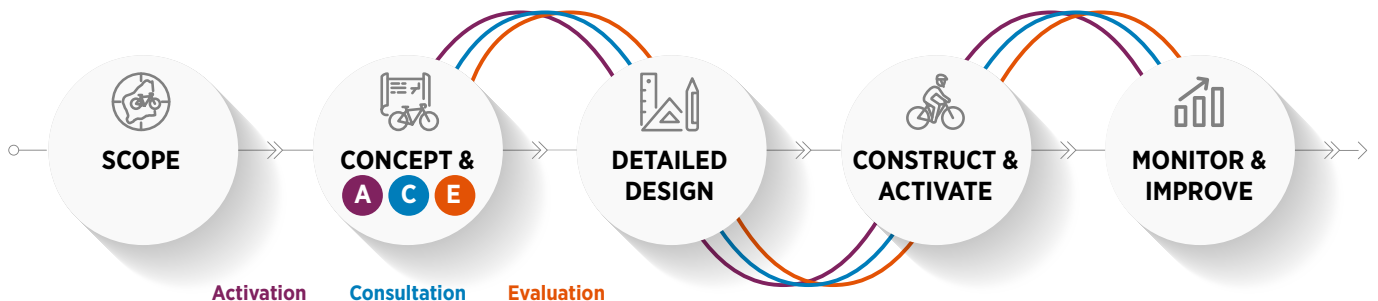 SCOPE
CONCEPT &
A C E
DETAILED
DESIGN
CONSTRUCT &
ACTIVATE
MONITOR &
IMPROVE
Activation Consultation Evaluation